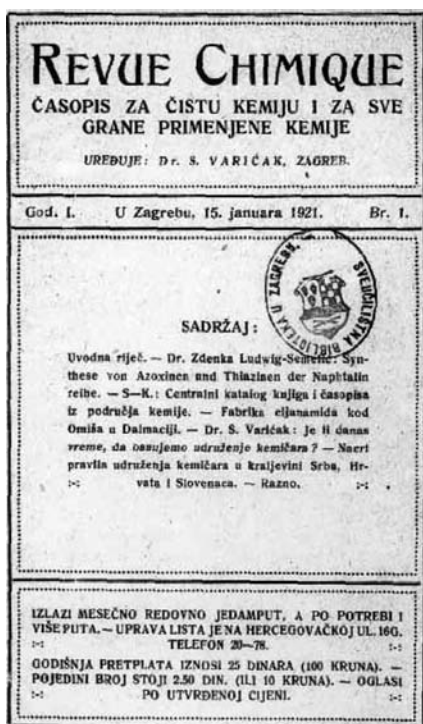 REVUE CHIMIQUE
ČASOPIS ZA ČISTU KEMIJU I ZA SVE
GRANE PRIMENJENE KEMIJE
UREĐUJE: Dr. S. VARIĆAK, ZAGREB.
God. I. U Zagrebu, 15. januara 1921. Br. 1.
SVEUČILIŠTNA BIBLIOTEKA U ZAGREBU.
SADRŽAJ:
Uvodna riječ. — Dr. Zdenka Ludwig-Semelić: Syn-
these von Azoxinen und Thiazinen der Naphtalin
reihe. — S—K.: Centralni katalog knjiga i časopisa
iz područja kemije. — Fabrika cijanamida kod
Omiša u Dalmaciji. — Dr. S. Varićak: Je li danas
vreme, da osnujemo udruženje kemičara? — Nacrt
pravila udruženja kemičara u kraljevini Srba, Hr-
:-: vata i Slovenaca. — Razno. :-:
IZLAZI MESEČNO REDOVNO JEDAMPUT, A PO POTREBI I
VIŠE PUTA. — UPRAVA LISTA JE NA HERCEGOVAČKOJ UL. 16G.
:-: TELEFON 20—78. :-:
GODIŠNJA PRETPLATA IZNOSI 25 DINARA (100 KRUNA). —
POJEDINI BROJ STOJI 2.50 DIN. (ILI 10 KRUNA). — OGLASI
:-: PO UTVRĐENOJ CIJENI. :-: